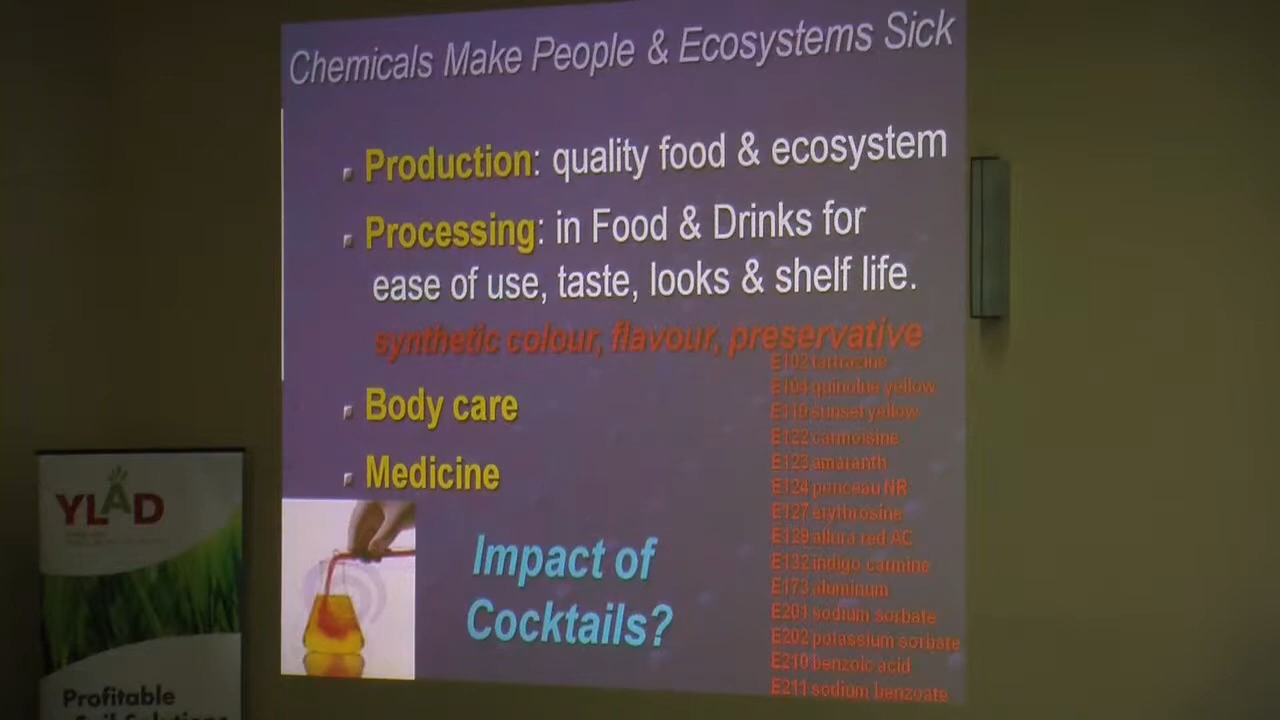 Chemicals Make People & Ecosystems Sick
Production: quality food & ecosystem
Processing: in Food & Drinks for
ease of use, taste, looks & shelf life.
synthetic colour, flavour, preservative
E102 tartrazine
E104 quinoline yellow
E110 sunset yellow
E122 carmoisine
E123 amaranth
E124 ponceau NR
E127 erythrosine
E129 allura red AC
E132 indigo carmine
E173 aluminum
E201 sodium sorbate
E202 potassium sorbate
E210 benzoic acid
E211 sodium benzoate
Body care
Medicine
Impact of
Cocktails?
YLAD
Profitable
Soil Solutions